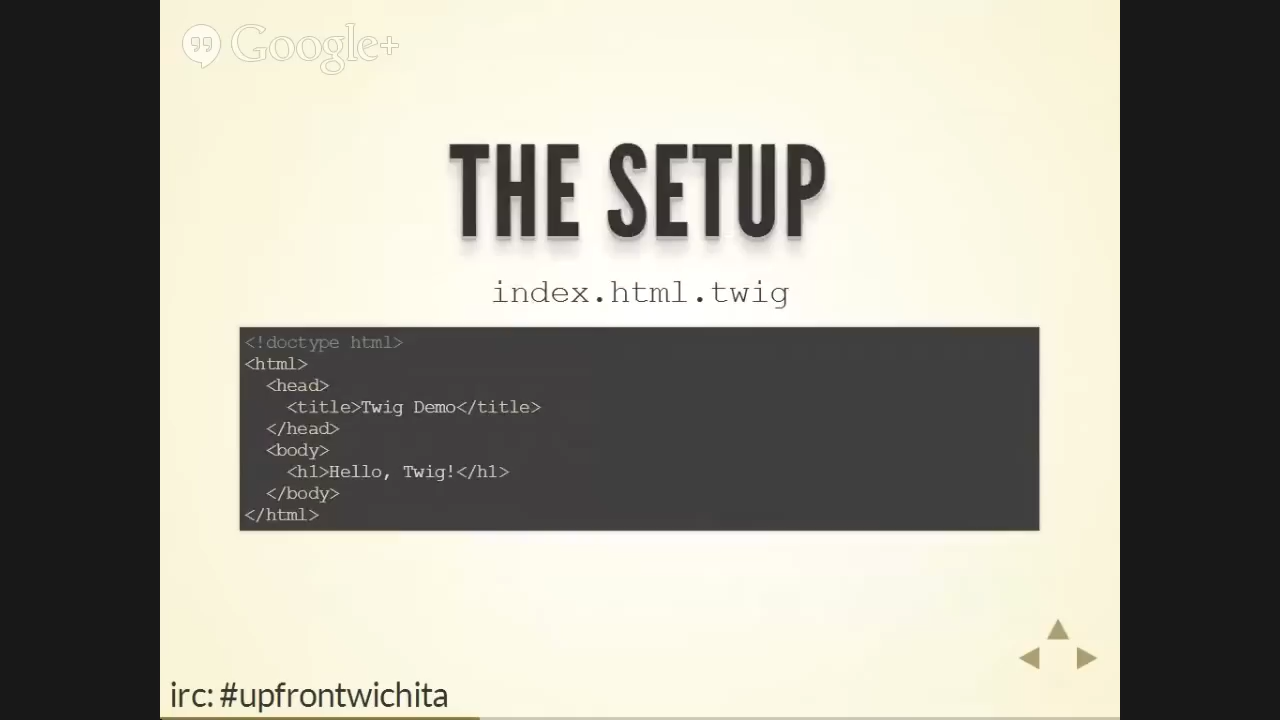 Google+
THE SETUP
index.html.twig
<!doctype html>
<html>
  <head>
    <title>Twig Demo</title>
  </head>
  <body>
    <h1>Hello, Twig!</h1>
  </body>
</html>
irc: #upfrontwichita